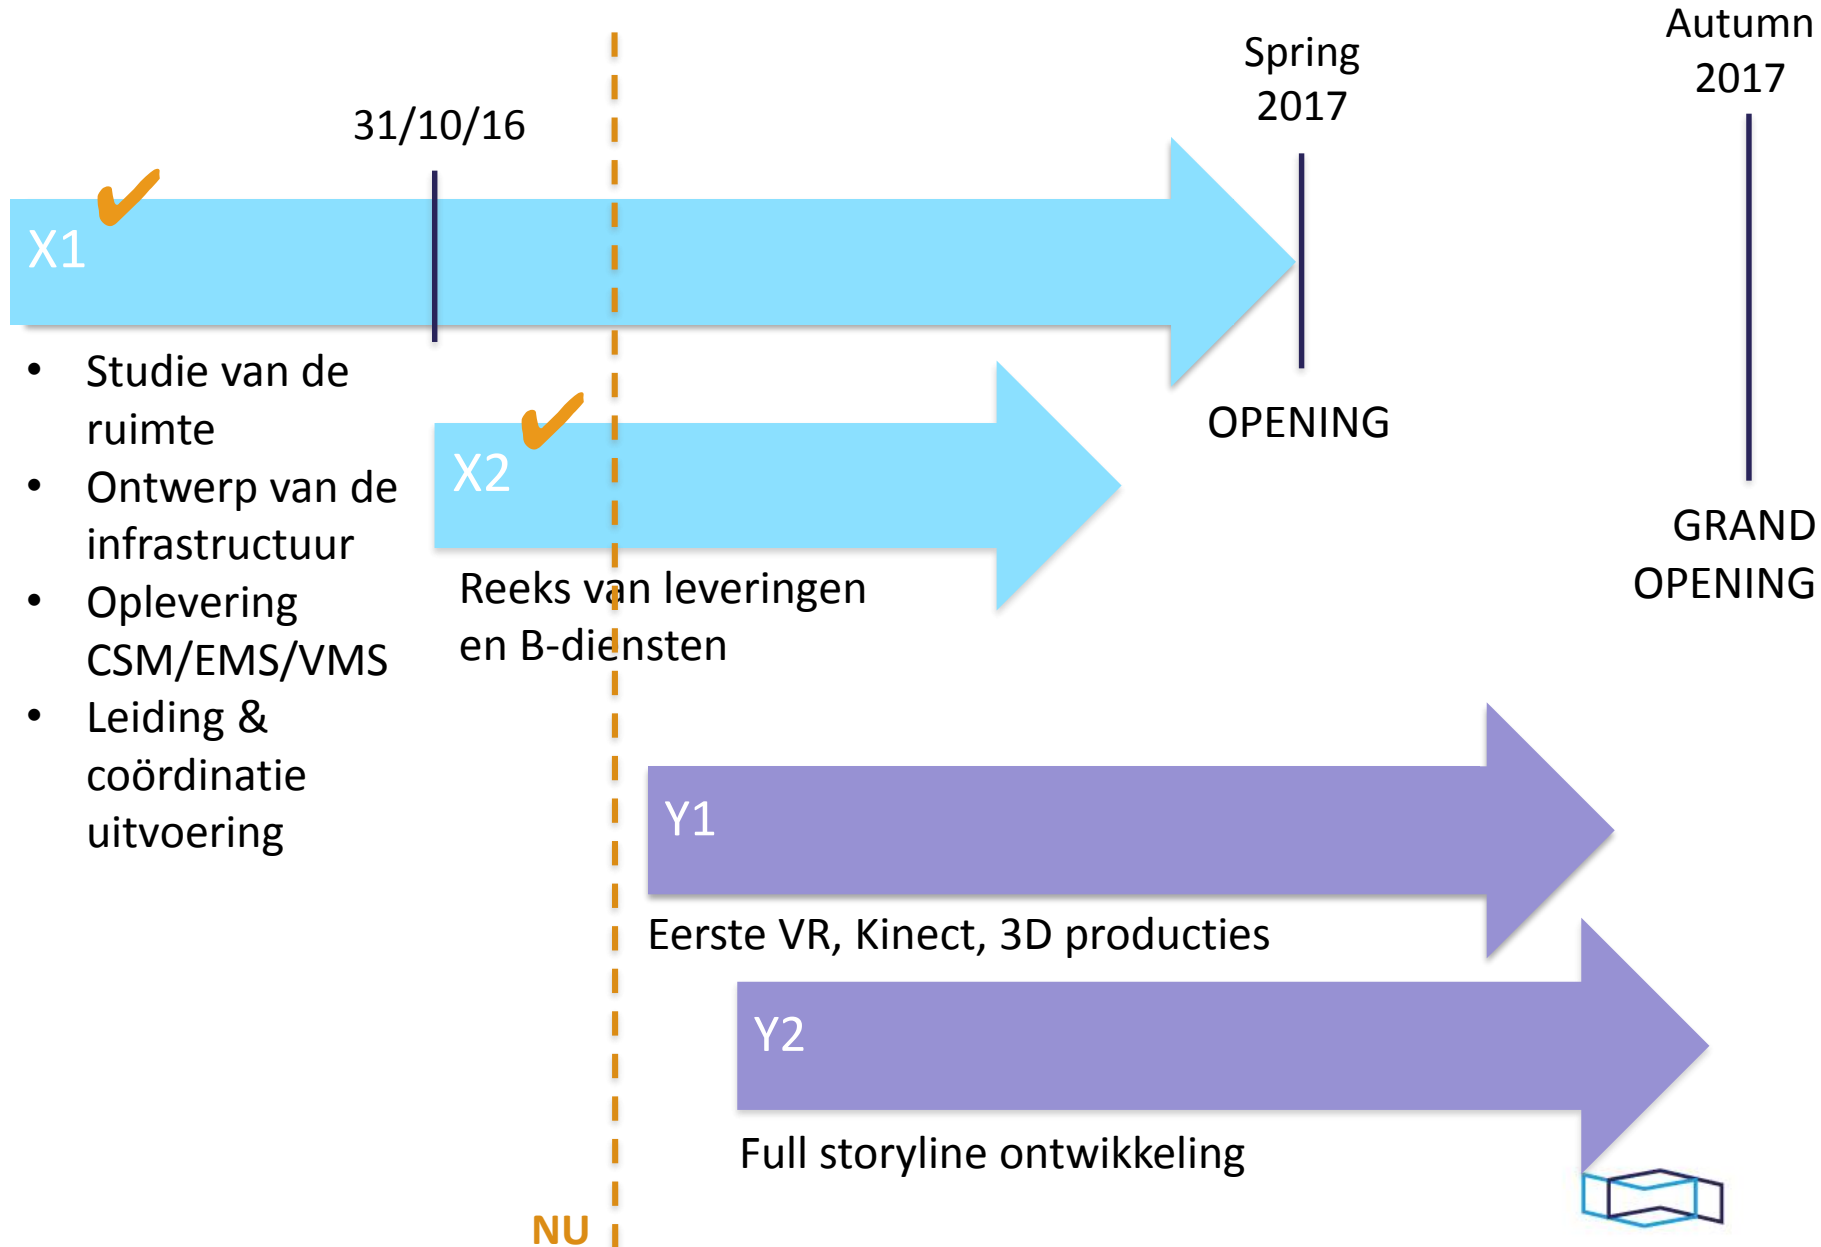 Autumn
2017
Spring
2017
31/10/16
X1
• Studie van de
ruimte
• Ontwerp van de
infrastructuur
• Oplevering
CSM/EMS/VMS
• Leiding &
coördinatie
uitvoering
OPENING
GRAND
OPENING
X2
Reeks van leveringen
en B-diensten
Y1
Eerste VR, Kinect, 3D producties
Y2
Full storyline ontwikkeling
NU